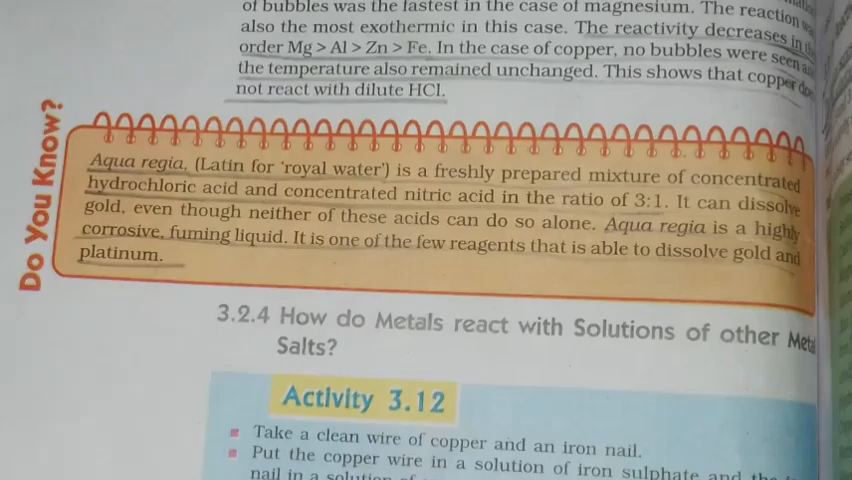 of bubbles was the fastest in the case of magnesium. The reaction
also the most exothermic in this case. The reactivity decreases in
order Mg > Al > Zn > Fe. In the case of copper, no bubbles were seen
the temperature also remained unchanged. This shows that copper
not react with dilute HCl.
Do You Know?
Aqua regia, (Latin for 'royal water') is a freshly prepared mixture of concentrated
hydrochloric acid and concentrated nitric acid in the ratio of 3:1. It can dissolve
gold, even though neither of these acids can do so alone. Aqua regia is a highly
corrosive, fuming liquid. It is one of the few reagents that is able to dissolve gold and
platinum.
3.2.4 How do Metals react with Solutions of other
Salts?
Activity 3.12
Take a clean wire of copper and an iron nail.
Put the copper wire in a solution of iron sulphate and
nail in a solution of